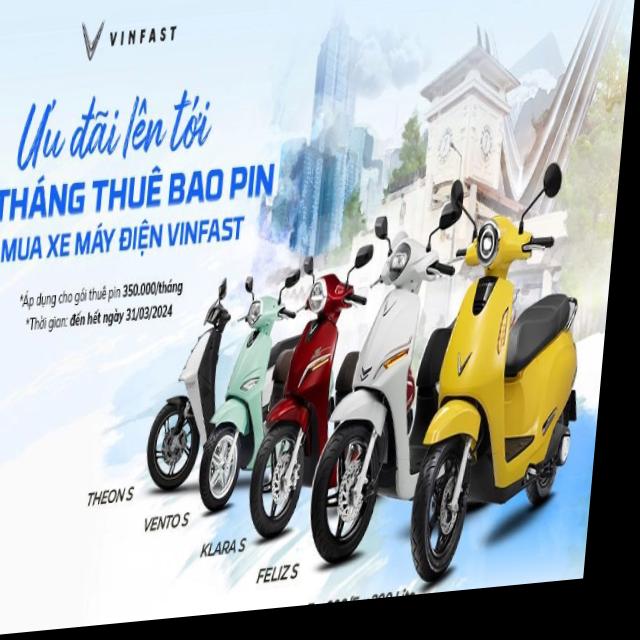 VINFAST
Ưu đãi lên tới
THÁNG THUÊ BAO PIN
MUA XE MÁY ĐIỆN VINFAST
*Áp dụng cho gói thuê pin 350.000/tháng
*Thời gian: đến hết ngày 31/03/2024
THEON S
VENTO S
KLARA S
FELIZ S